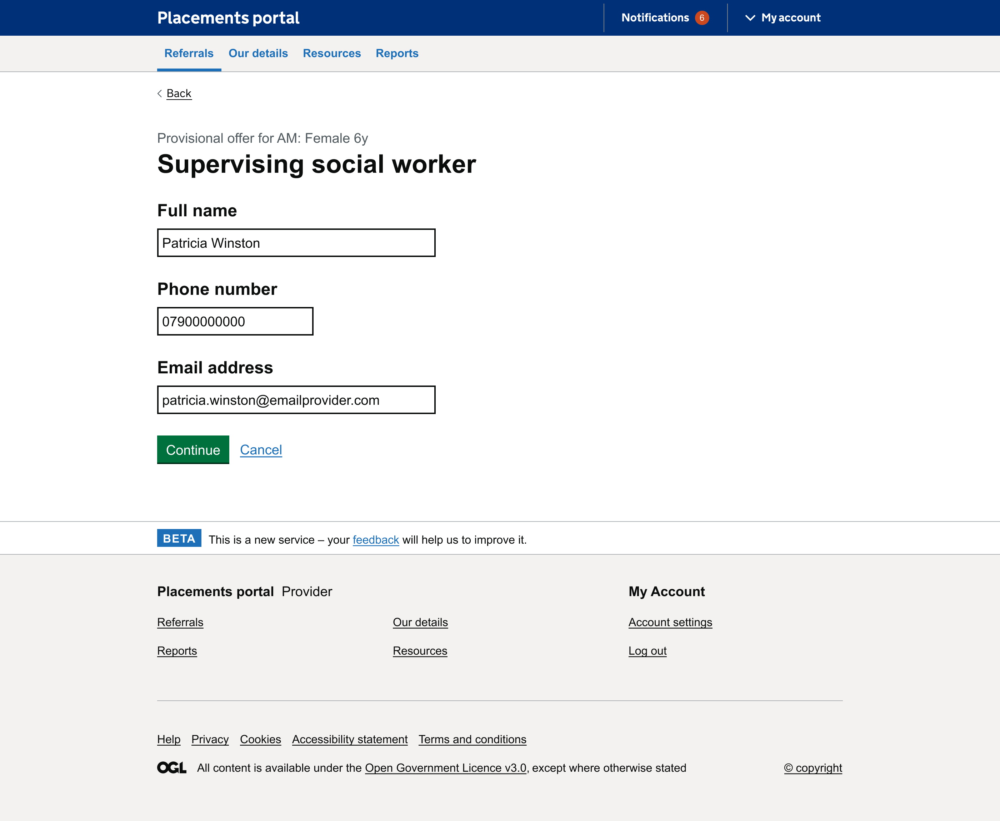 Placements portal
Notifications 6
My account
Referrals Our details Resources Reports
Back
Provisional offer for AM: Female 6y
Supervising social worker
Full name
Patricia Winston
Phone number
07900000000
Email address
patricia.winston@emailprovider.com
Continue Cancel
BETA This is a new service – your feedback will help us to improve it.
Placements portal Provider
My Account
Referrals Our details Account settings
Reports Resources Log out
Help Privacy Cookies Accessibility statement Terms and conditions
OGL All content is available under the Open Government Licence v3.0, except where otherwise stated © copyright